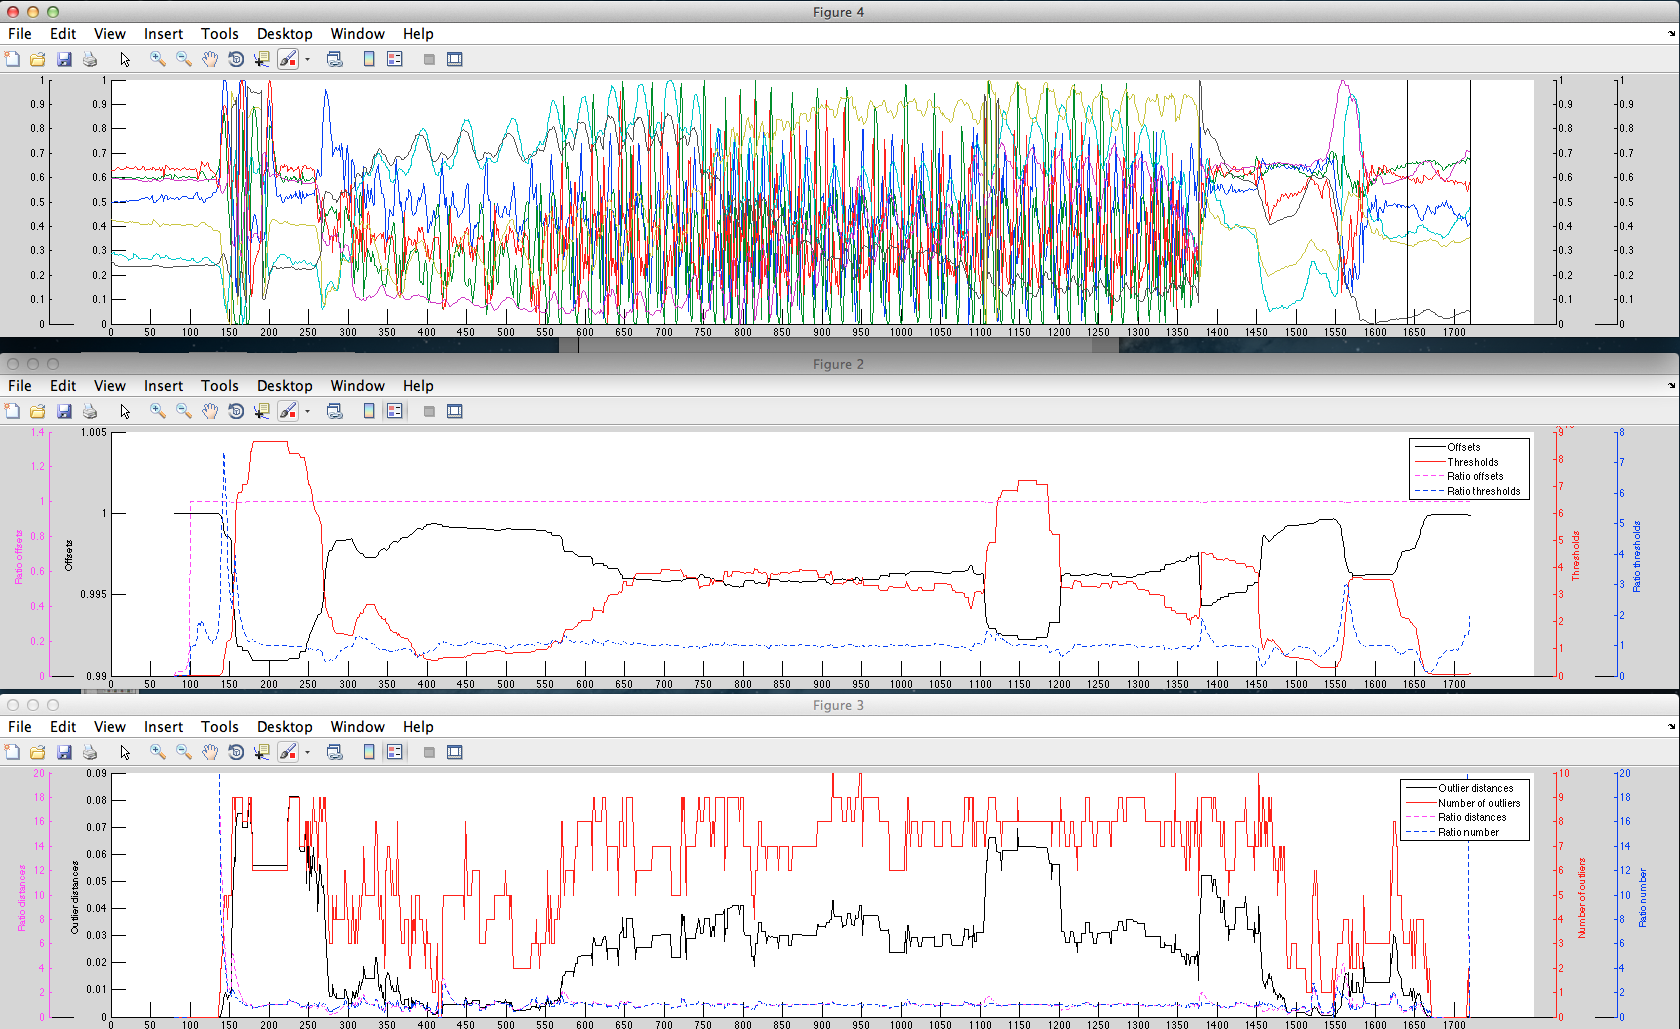 Figure 4
File Edit View Insert Tools Desktop Window Help
1 1 1 1
0.9 0.9 0.9 0.9
0.8 0.8 0.8 0.8
0.7 0.7 0.7 0.7
0.6 0.6 0.6 0.6
0.5 0.5 0.5 0.5
0.4 0.4 0.4 0.4
0.3 0.3 0.3 0.3
0.2 0.2 0.2 0.2
0.1 0.1 0.1 0.1
0 0 0 0
0 50 100 150 200 250 300 350 400 450 500 550 600 650 700 750 800 850 900 950 1000 1050 1100 1150 1200 1250 1300 1350 1400 1450 1500 1550 1600 1650 1700
Figure 2
File Edit View Insert Tools Desktop Window Help
1.4 1.005 9 8
1.2 8 7
1 1 7 6
0.8 6 5
0.6 5 4
0.4 0.995 4 3
0.2 3 2
0 0.99 2 1
1 0
0
Ratio offsets
Offsets
Thresholds
Ratio thresholds
Offsets
Thresholds
Ratio offsets
Ratio thresholds
0 50 100 150 200 250 300 350 400 450 500 550 600 650 700 750 800 850 900 950 1000 1050 1100 1150 1200 1250 1300 1350 1400 1450 1500 1550 1600 1650 1700
Figure 3
File Edit View Insert Tools Desktop Window Help
20 0.09 10 20
18 0.08 9 18
16 0.07 8 16
14 0.06 7 14
12 0.05 6 12
10 0.04 5 10
8 0.03 4 8
6 0.02 3 6
4 0.01 2 4
2 0 1 2
0 0 0
Ratio distances
Outlier distances
Number of outliers
Ratio number
Outlier distances
Number of outliers
Ratio distances
Ratio number
0 50 100 150 200 250 300 350 400 450 500 550 600 650 700 750 800 850 900 950 1000 1050 1100 1150 1200 1250 1300 1350 1400 1450 1500 1550 1600 1650 1700